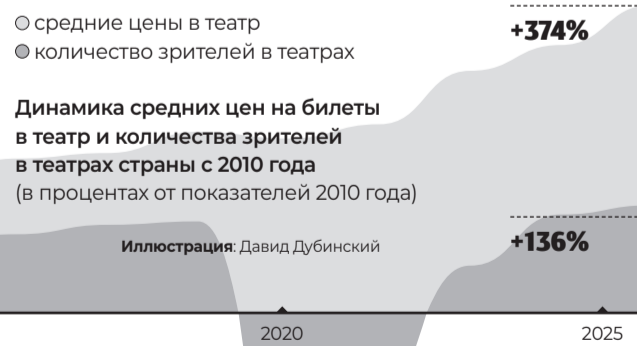 средние цены в театр
+374%
количество зрителей в театрах
Динамика средних цен на билеты
в театр и количества зрителей
в театрах страны с 2010 года
(в процентах от показателей 2010 года)
Иллюстрация: Давид Дубинский
+136%
2020
2025